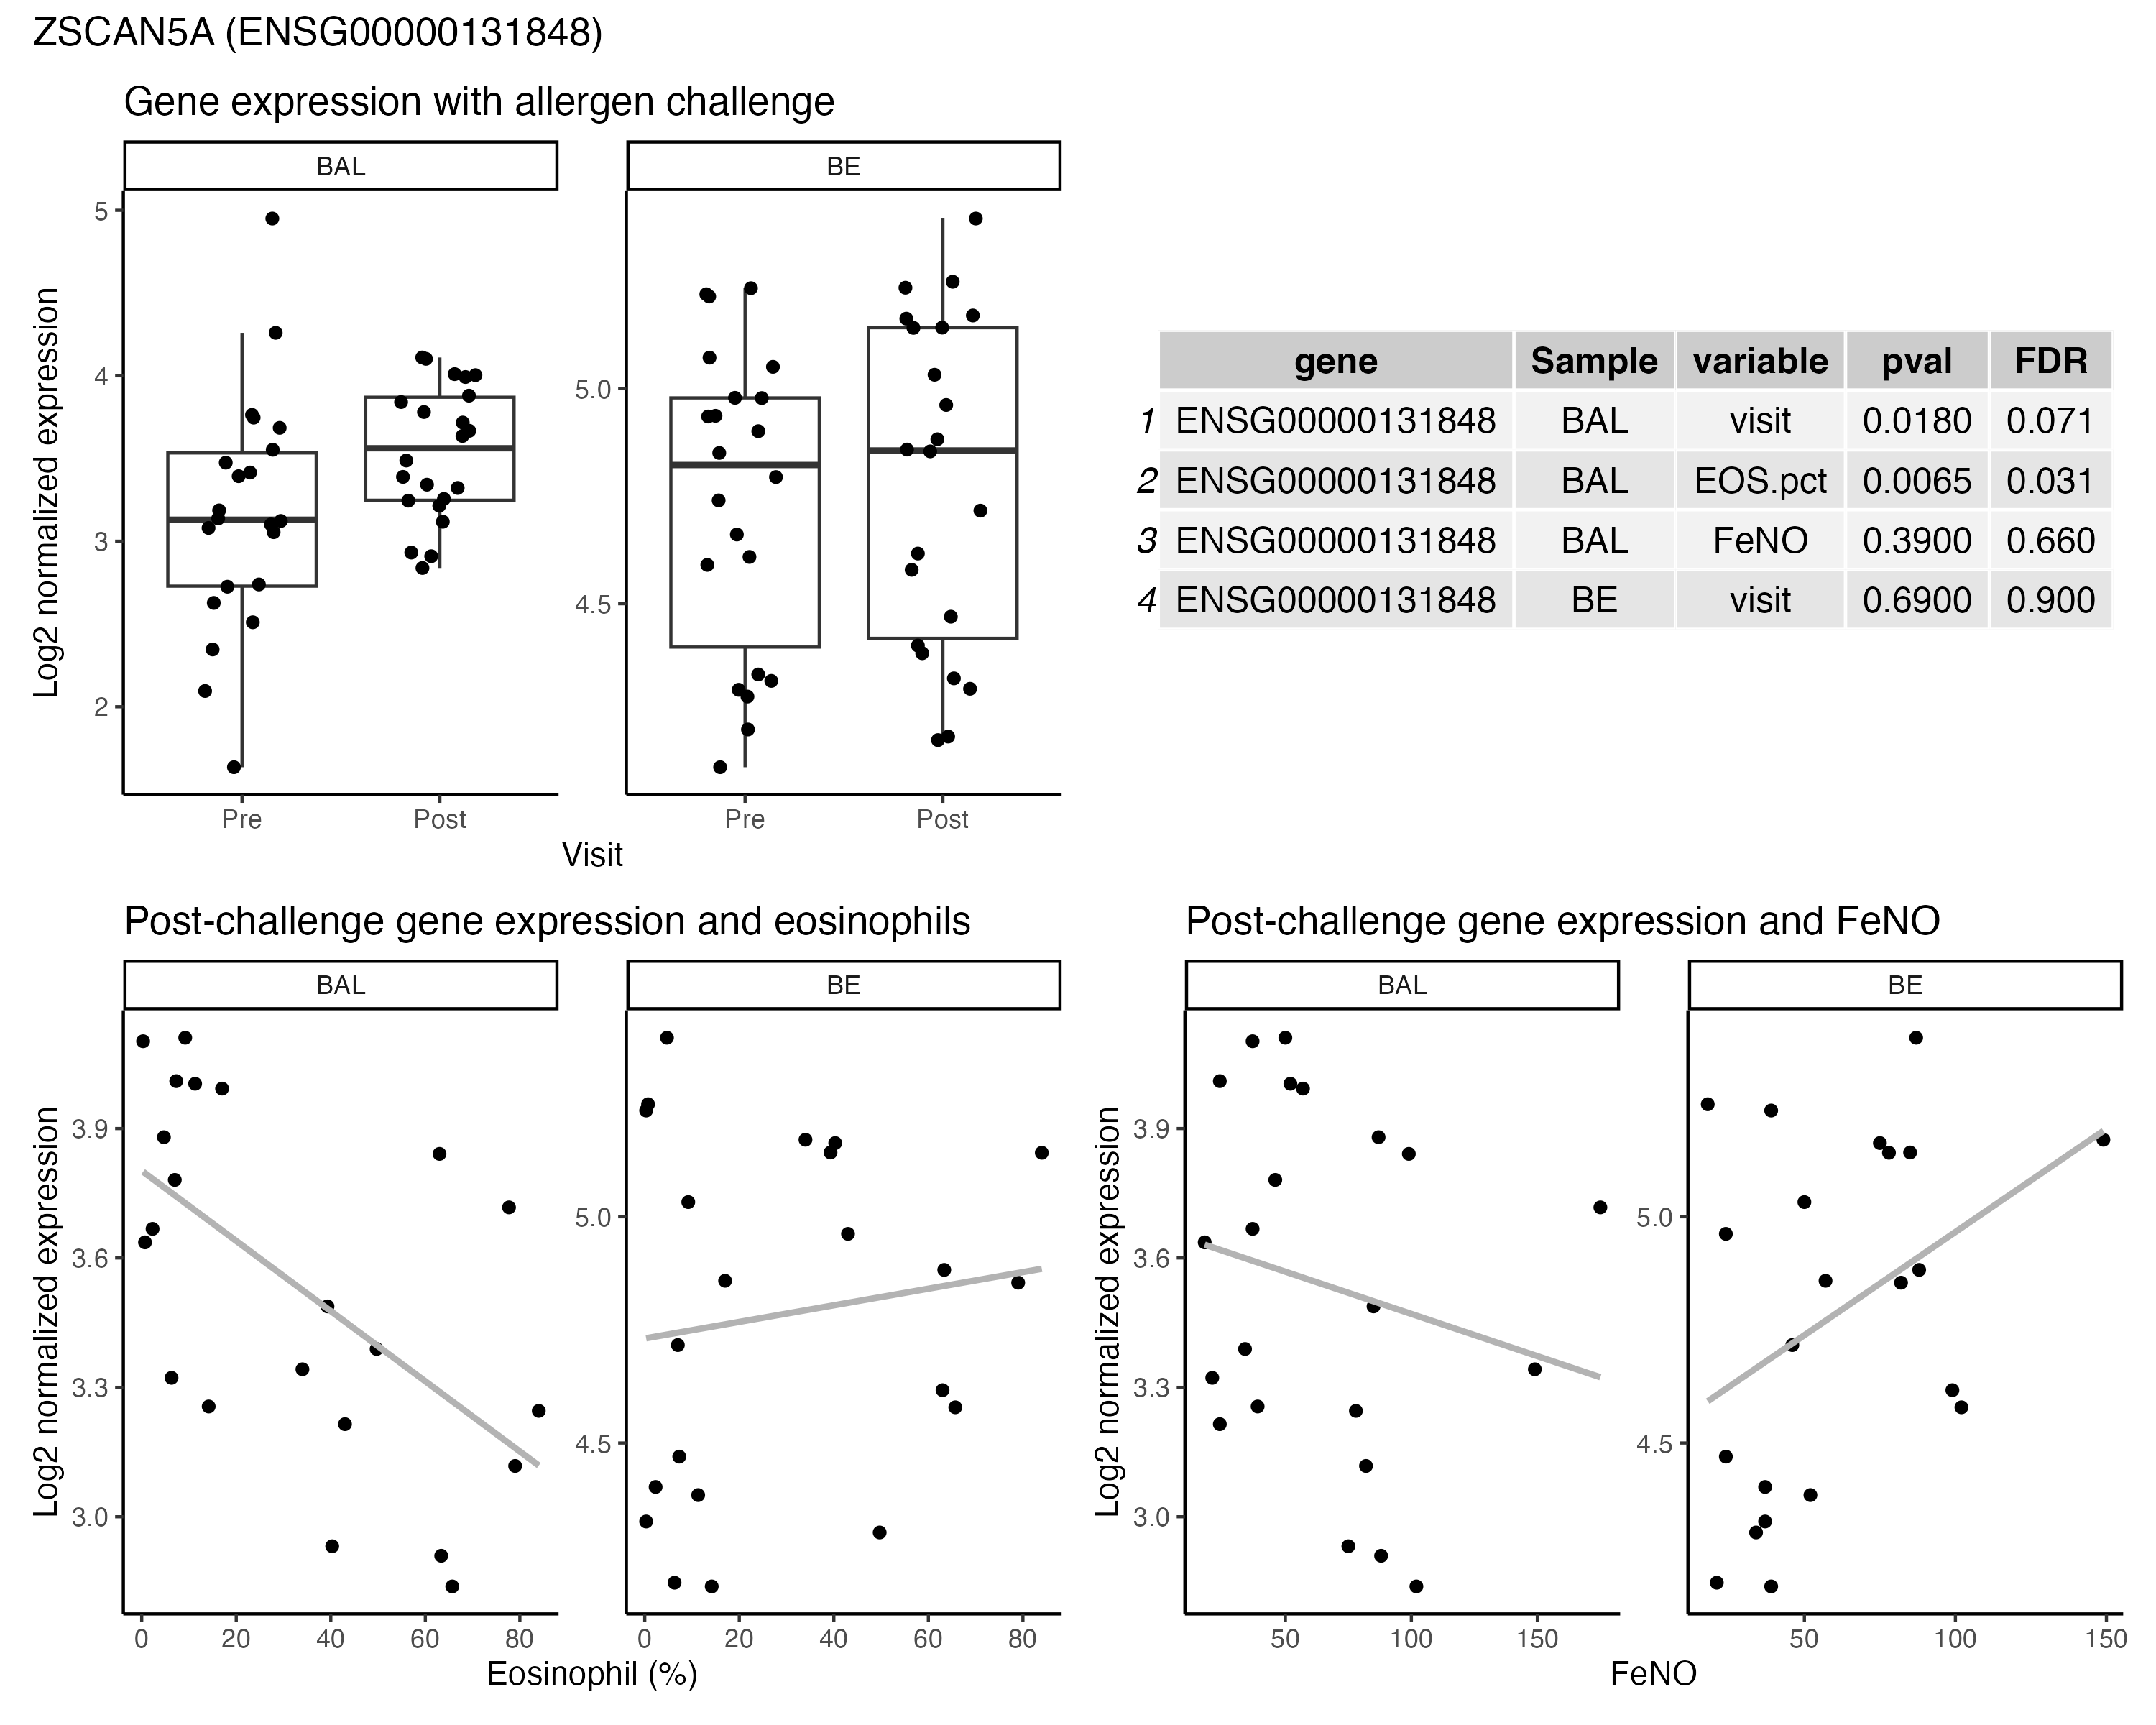 ZSCAN5A (ENSG00000131848)
Gene expression with allergen challenge
BAL BE
Log2 normalized expression
5
4
3
2
5.0
4.5
Pre Post Pre Post
Visit
gene Sample variable pval FDR
1 ENSG00000131848 BAL visit 0.0180 0.071
2 ENSG00000131848 BAL EOS.pct 0.0065 0.031
3 ENSG00000131848 BAL FeNO 0.3900 0.660
4 ENSG00000131848 BE visit 0.6900 0.900
Post-challenge gene expression and eosinophils
BAL BE
Log2 normalized expression
3.9
3.6
3.3
3.0
5.0
4.5
0 20 40 60 80 0 20 40 60 80
Eosinophil (%)
Post-challenge gene expression and FeNO
BAL BE
Log2 normalized expression
3.9
3.6
3.3
3.0
5.0
4.5
50 100 150 50 100 150
FeNO